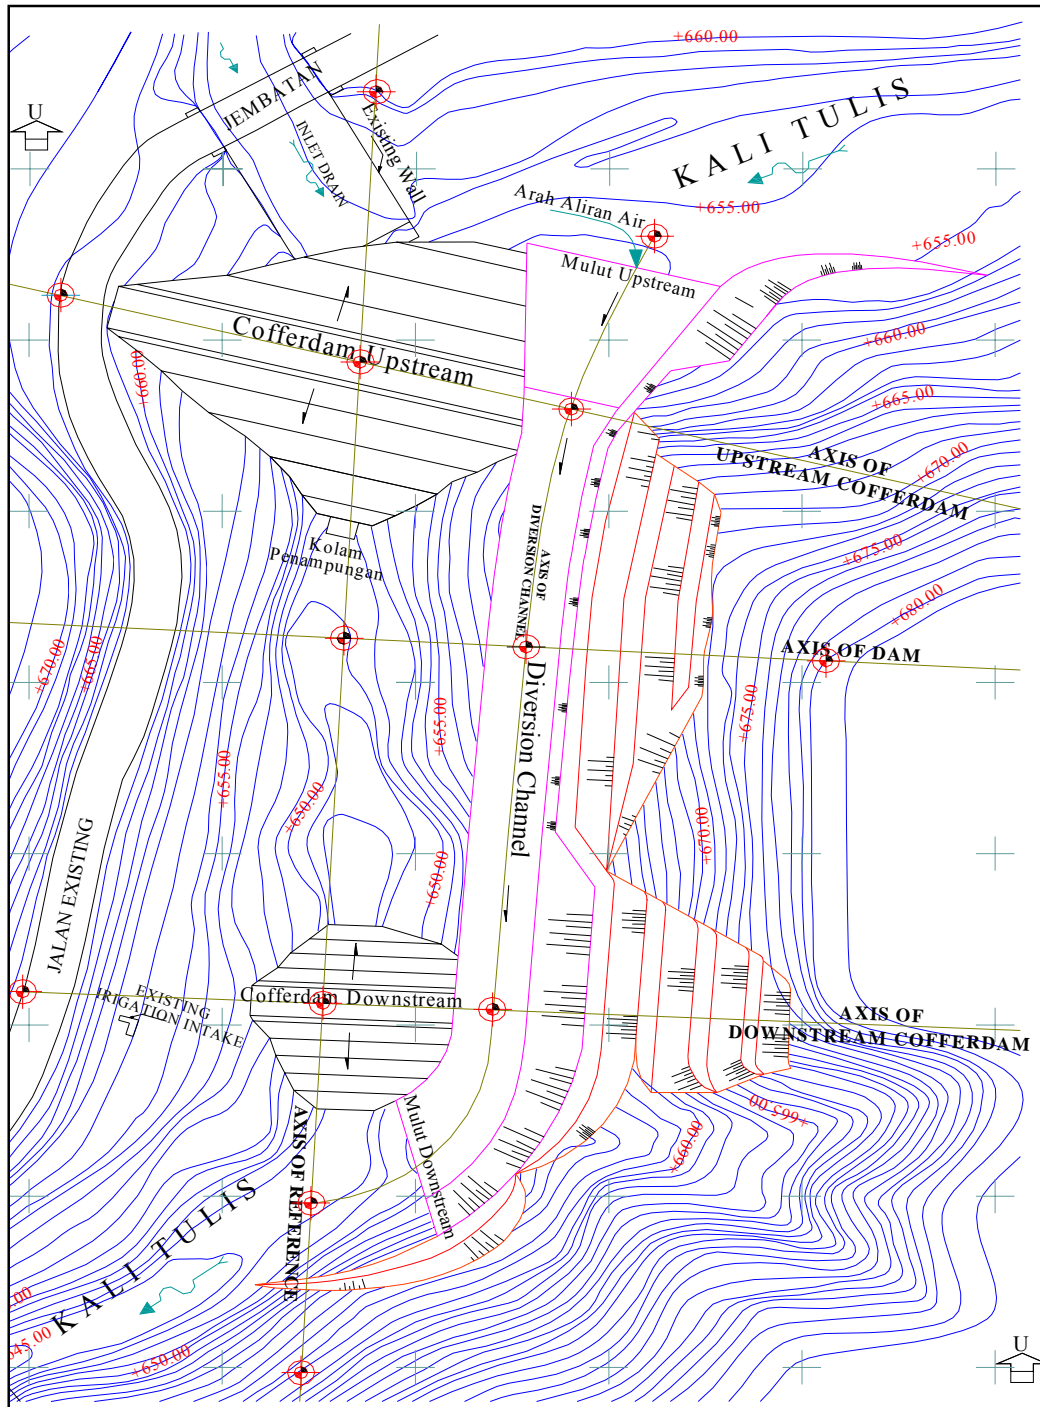 +660.00
U
JEMBATAN
KALI TULIS
Existing Wall
INLET DRAIN
Arah Aliran Air
+655.00
+655.00
Mulut Upstream
Cofferdam Upstream
+660.00
+660.00
+665.00
AXIS OF
UPSTREAM COFFERDAM
+670.00
Kolam
Penampungan
AXIS OF
DIVERSION CHANNEL
+675.00
+680.00
AXIS OF DAM
+670.00
+665.00
+655.00
+675.00
Diversion Channel
+655.00
+650.00
+670.00
+650.00
JALAN EXISTING
EXISTING
IRIGATION INTAKE
Cofferdam Downstream
AXIS OF
DOWNSTREAM COFFERDAM
+665.00
+660.00
Mulut Downstream
AXIS OF REFERENCE
KALI TULIS
.00
645.00
+650.00
U